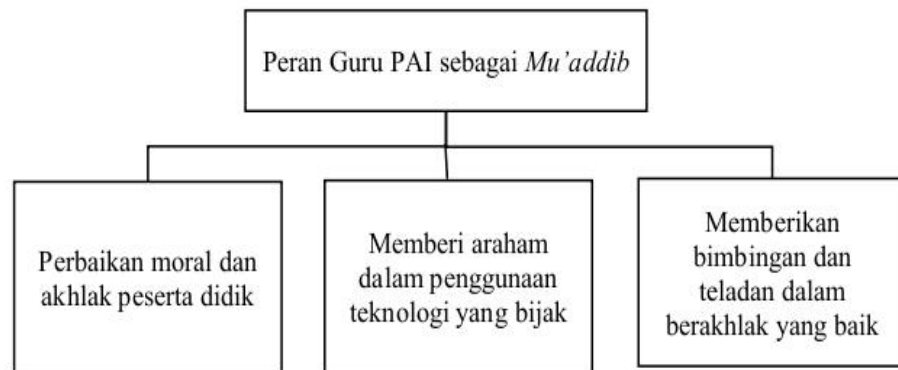 Peran Guru PAI sebagai Mu’addib
Perbaikan moral dan
akhlak peserta didik
Memberi araham
dalam penggunaan
teknologi yang bijak
Memberikan
bimbingan dan
teladan dalam
berakhlak yang baik